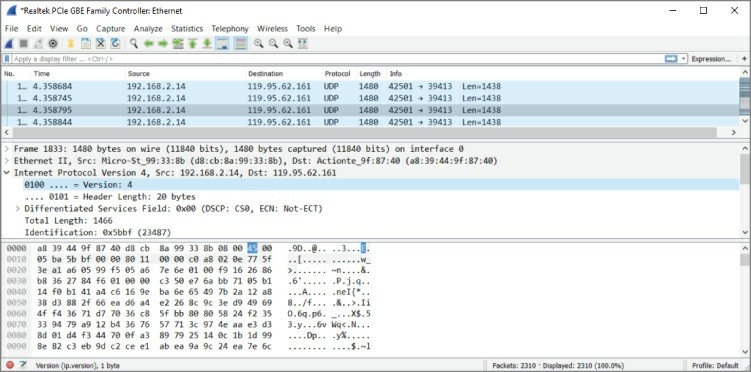 *Realtek PCIe GBE Family Controller: Ethernet
File Edit View Go Capture Analyze Statistics Telephony Wireless Tools Help
Apply a display filter ... <Ctrl-/> Expression... +
No. Time Source Destination Protocol Length Info
1... 4.358684 192.168.2.14 119.95.62.161 UDP 1480 42501 → 39413 Len=1438
1... 4.358745 192.168.2.14 119.95.62.161 UDP 1480 42501 → 39413 Len=1438
1... 4.358795 192.168.2.14 119.95.62.161 UDP 1480 42501 → 39413 Len=1438
1... 4.358844 192.168.2.14 119.95.62.161 UDP 1480 42501 → 39413 Len=1438
Frame 1833: 1480 bytes on wire (11840 bits), 1480 bytes captured (11840 bits) on interface 0
Ethernet II, Src: Micro-St_99:33:8b (d8:cb:8a:99:33:8b), Dst: Actionte_9f:87:40 (a8:39:44:9f:87:40)
Internet Protocol Version 4, Src: 192.168.2.14, Dst: 119.95.62.161
0100 .... = Version: 4
.... 0101 = Header Length: 20 bytes
Differentiated Services Field: 0x00 (DSCP: CS0, ECN: Not-ECT)
Total Length: 1466
Identification: 0x5bbf (23487)
0000 a8 39 44 9f 87 40 d8 cb 8a 99 33 8b 08 00 45 00 .9D..@.. ..3...E.
0010 05 ba 5b bf 00 00 80 11 00 00 c0 a8 02 0e 77 5f ..[..... ......w_
0020 3e a1 a6 05 99 f5 05 a6 7e 6e 01 00 f9 16 26 86 >....... ~n....&.
0030 b8 36 27 84 f6 01 00 00 c3 50 e7 6a bb 71 05 b1 .6'..... .P.j.q..
0040 14 f0 b1 41 a4 c6 16 9e ba 6e 65 49 7b 2a 12 a8 ...A.... .neI{*..
0050 38 d3 88 2f 66 ea d6 a4 e2 26 8c 9c 3e d9 49 69 8../f... .&..>.Ii
0060 4f f4 36 71 d7 70 36 c8 5f bb 80 80 58 24 f2 35 O.6q.p6. _...X$.5
0070 33 94 79 a9 12 b4 36 76 57 71 3c 97 4e aa e3 d3 3.y...6v Wq<.N...
0080 8d 01 d4 f3 44 70 0f a3 89 79 25 14 0c 1b 1d 99 ....Dp.. .y%.....
0090 8e 82 c3 eb 9d c2 ce e1 ab ea 9a 9c 24 ea 7e 6c ........ ....$.~l
Version (ip.version), 1 byte Packets: 2310 · Displayed: 2310 (100.0%) Profile: Default